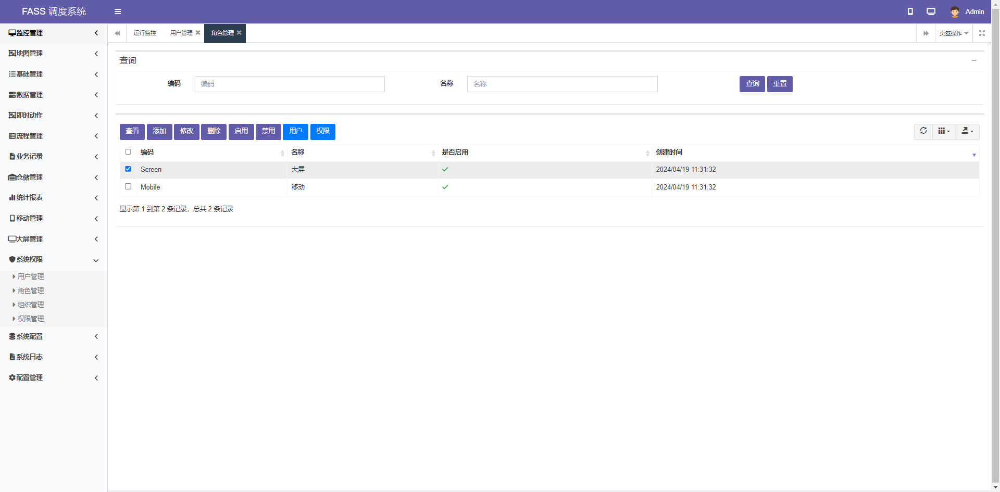 FASS 调度系统
Admin
监控管理
地图管理
基础管理
数据管理
即时动作
流程管理
业务记录
仓储管理
统计报表
移动管理
大屏管理
系统权限
用户管理
角色管理
组织管理
权限管理
系统配置
系统日志
配置管理
运行监控 用户管理 角色管理 页签操作
查询
编码 编码 名称 名称 查询 重置
查看 添加 修改 删除 启用 禁用 用户 权限
编码 名称 是否启用 创建时间
Screen 大屏 2024/04/19 11:31:32
Mobile 移动 2024/04/19 11:31:32
显示第 1 到第 2 条记录，总共 2 条记录